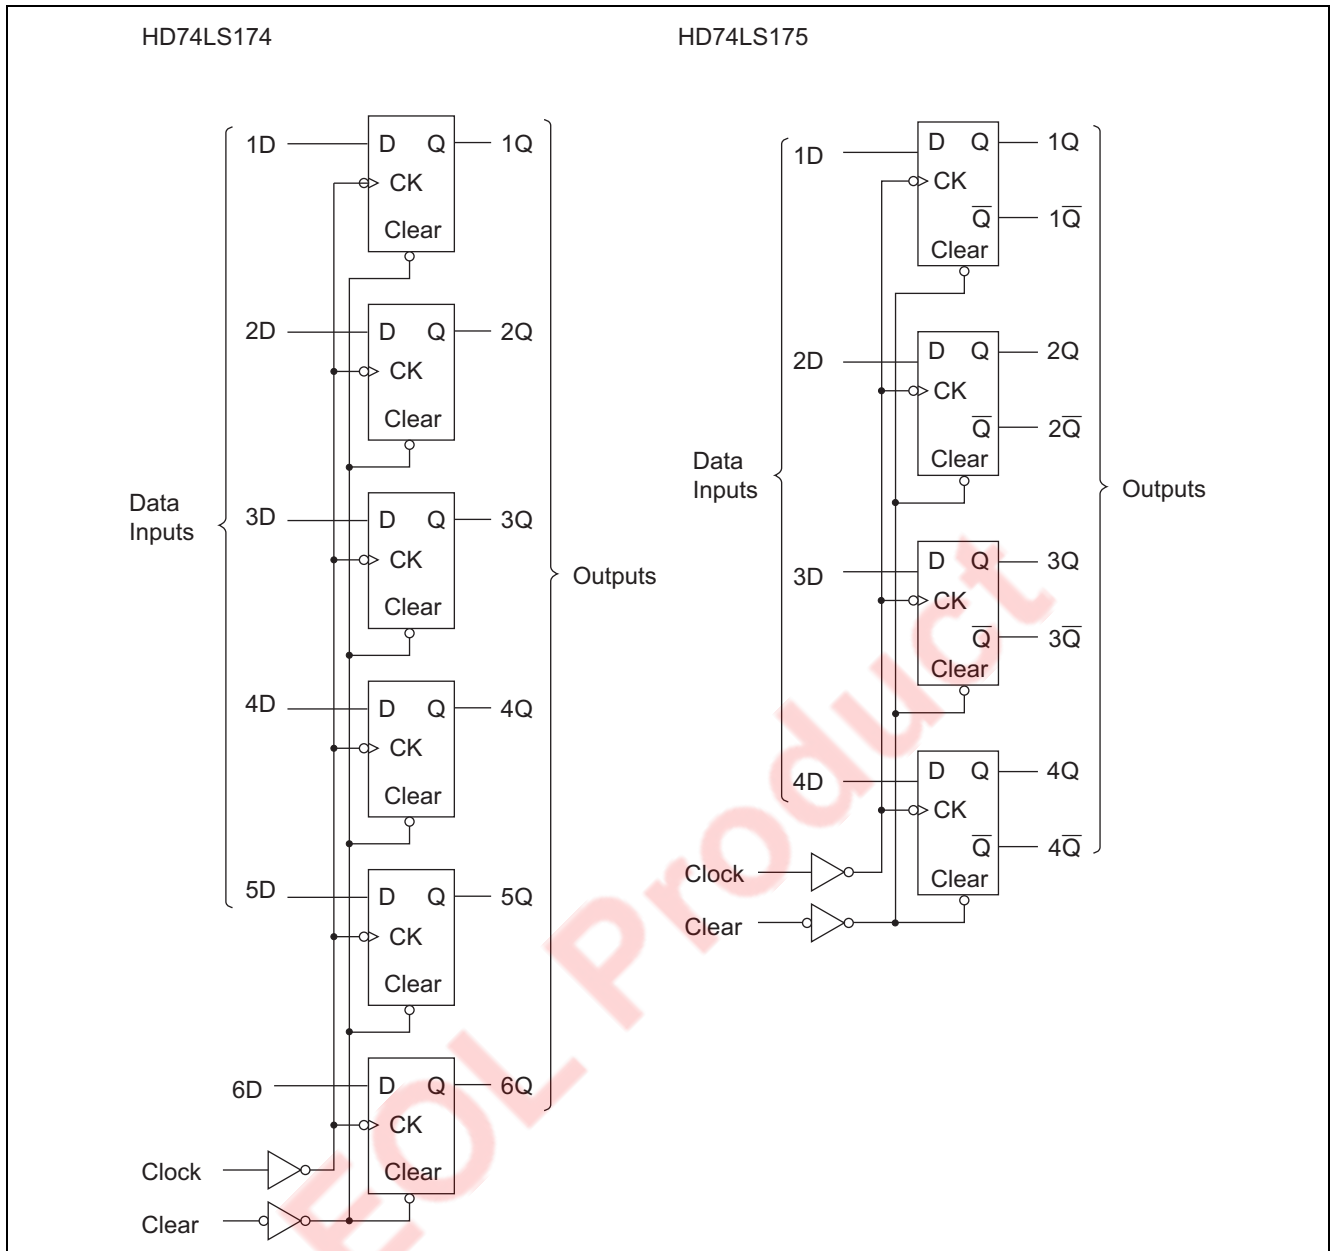 HD74LS174
1D
D Q
1Q
CK
Clear
2D
D Q
2Q
CK
Clear
Data
Inputs
3D
D Q
3Q
CK
Clear
Outputs
4D
D Q
4Q
CK
Clear
5D
D Q
5Q
CK
Clear
6D
D Q
6Q
CK
Clear
Clock
Clear
HD74LS175
1D
D Q
1Q
CK
Q̅
1Q̅
Clear
2D
D Q
2Q
CK
Q̅
2Q̅
Clear
Data
Inputs
Outputs
3D
D Q
3Q
CK
Q̅
3Q̅
Clear
4D
D Q
4Q
CK
Q̅
4Q̅
Clear
Clock
Clear
EOL Product